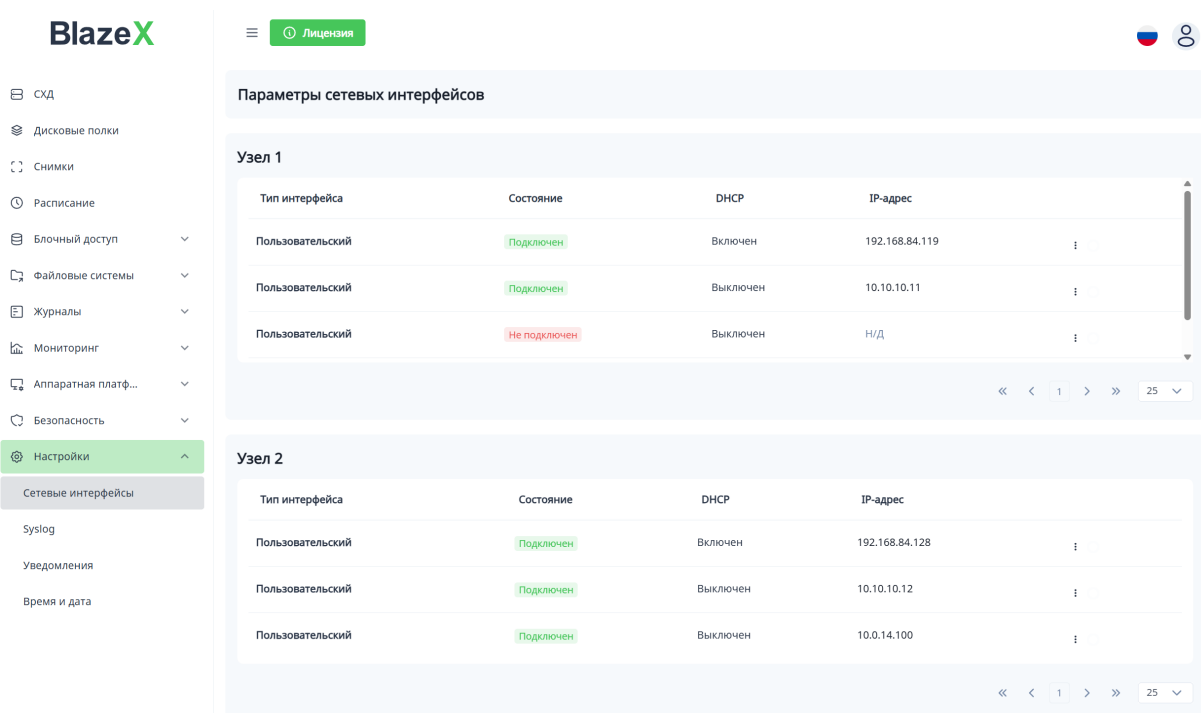 BlazeX
Лицензия
СХД
Дисковые полки
Снимки
Расписание
Блочный доступ
Файловые системы
Журналы
Мониторинг
Аппаратная платф...
Безопасность
Настройки
Сетевые интерфейсы
Syslog
Уведомления
Время и дата
Параметры сетевых интерфейсов
Узел 1
Тип интерфейса Состояние DHCP IP-адрес
Пользовательский Подключен Включен 192.168.84.119
Пользовательский Подключен Выключен 10.10.10.11
Пользовательский Не подключен Выключен Н/Д
1 25
Узел 2
Тип интерфейса Состояние DHCP IP-адрес
Пользовательский Подключен Включен 192.168.84.128
Пользовательский Подключен Выключен 10.10.10.12
Пользовательский Подключен Выключен 10.0.14.100
1 25